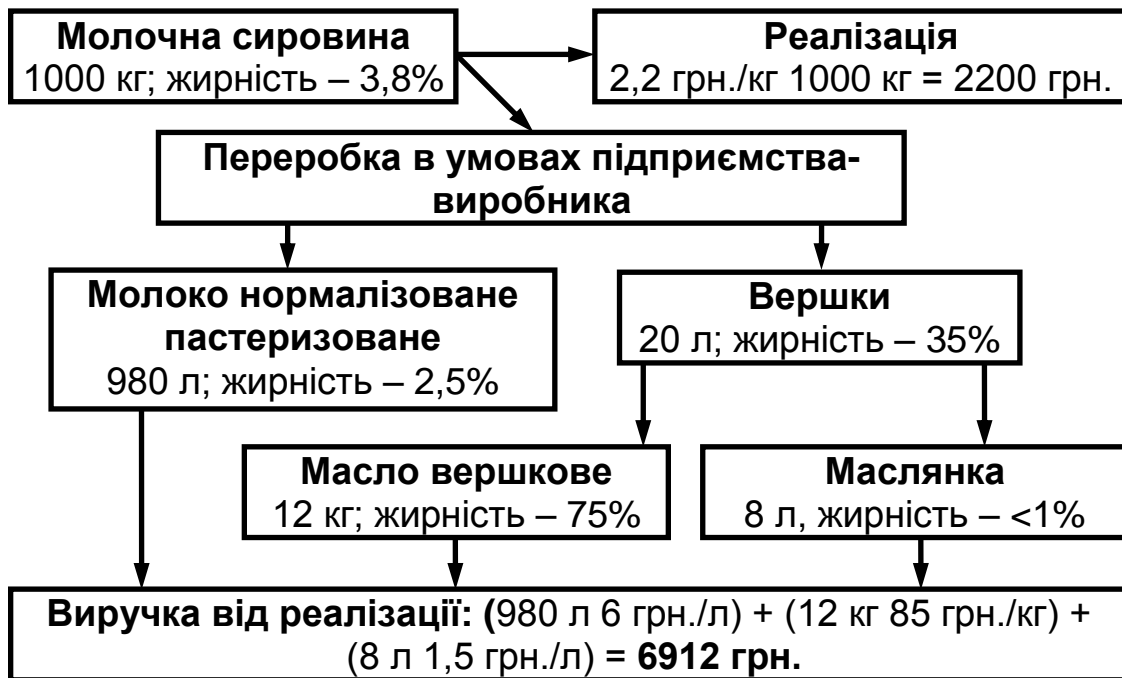 Молочна сировина
1000 кг; жирність – 3,8%
Реалізація
2,2 грн./кг 1000 кг = 2200 грн.
Переробка в умовах підприємства-
виробника
Молоко нормалізоване
пастеризоване
980 л; жирність – 2,5%
Вершки
20 л; жирність – 35%
Масло вершкове
12 кг; жирність – 75%
Маслянка
8 л, жирність – <1%
Виручка від реалізації: (980 л 6 грн./л) + (12 кг 85 грн./кг) +
(8 л 1,5 грн./л) = 6912 грн.